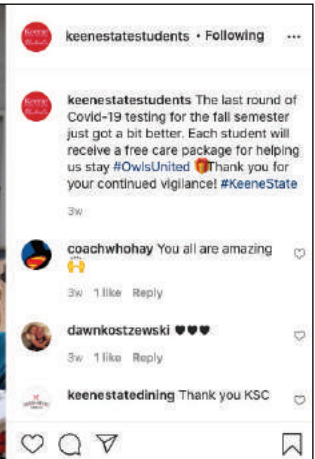 keenestatestudents • Following
keenestatestudents The last round of
Covid-19 testing for the fall semester
just got a bit better. Each student will
receive a free care package for helping
us stay #OwlsUnited 🎁Thank you for
your continued vigilance! #KeeneState
3w
coachwhohay You all are amazing
🙌
3w 1 like Reply
dawnkostzewski ♥♥♥
3w 1 like Reply
keenestatedining Thank you KSC